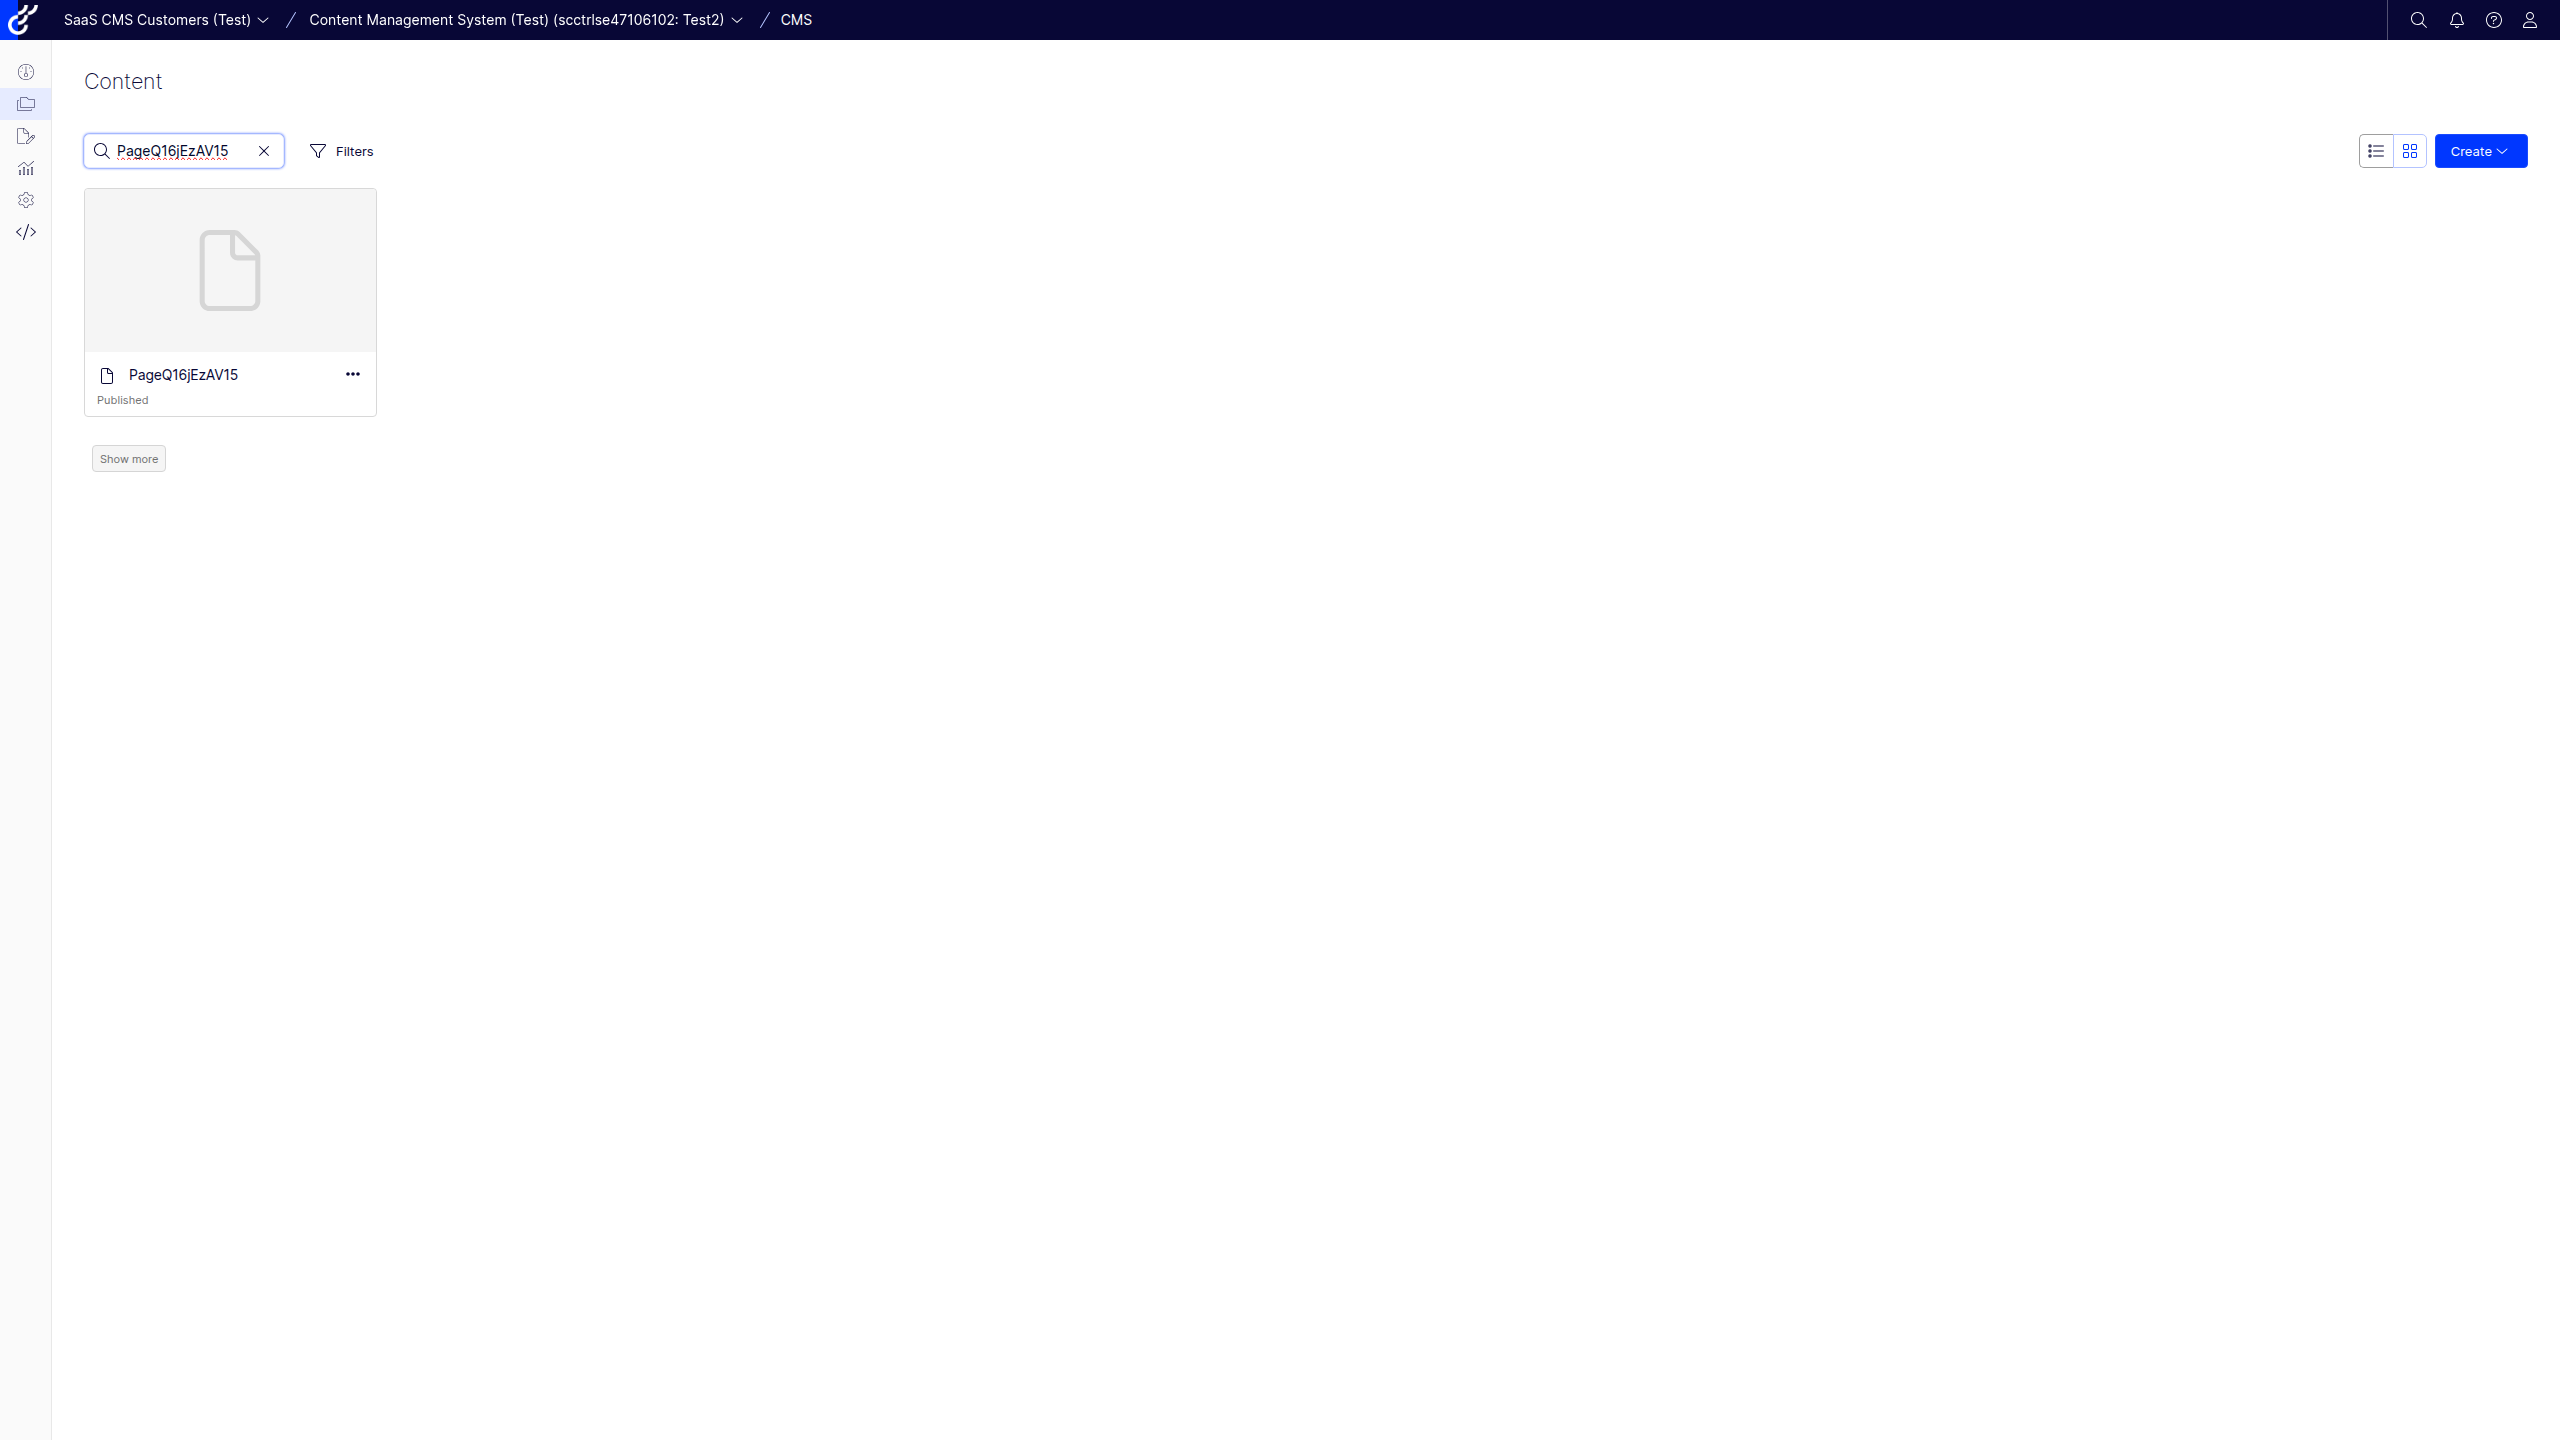 SaaS CMS Customers (Test) / Content Management System (Test) (scctrlse47106102: Test2) / CMS
Content
PageQ16jEzAV15 Filters Create
PageQ16jEzAV15
Published
Show more